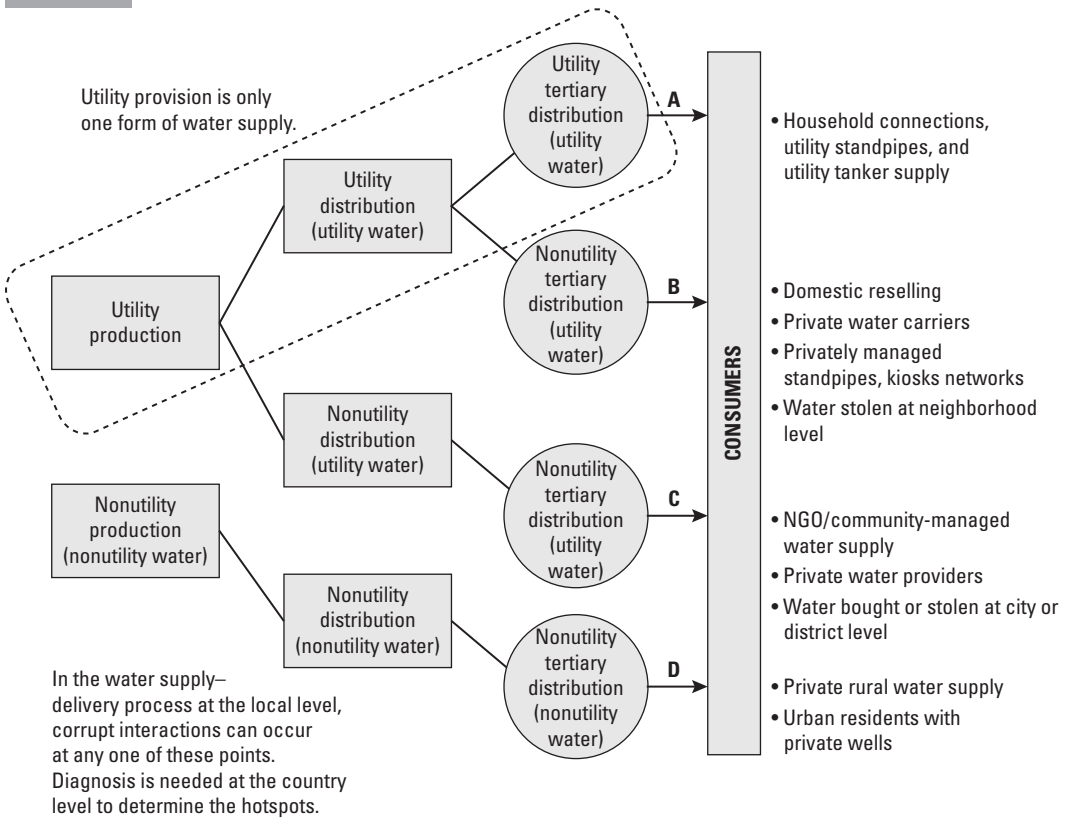 Utility provision is only
one form of water supply.
Utility
production
Nonutility
production
(nonutility water)
Utility
distribution
(utility water)
Nonutility
distribution
(utility water)
Nonutility
distribution
(nonutility water)
Utility
tertiary
distribution
(utility
water)
Nonutility
tertiary
distribution
(utility
water)
Nonutility
tertiary
distribution
(utility
water)
Nonutility
tertiary
distribution
(nonutility
water)
A
B
C
D
CONSUMERS
• Household connections,
utility standpipes, and
utility tanker supply
• Domestic reselling
• Private water carriers
• Privately managed
standpipes, kiosks networks
• Water stolen at neighborhood
level
• NGO/community-managed
water supply
• Private water providers
• Water bought or stolen at city or
district level
• Private rural water supply
• Urban residents with
private wells
In the water supply–
delivery process at the local level,
corrupt interactions can occur
at any one of these points.
Diagnosis is needed at the country
level to determine the hotspots.